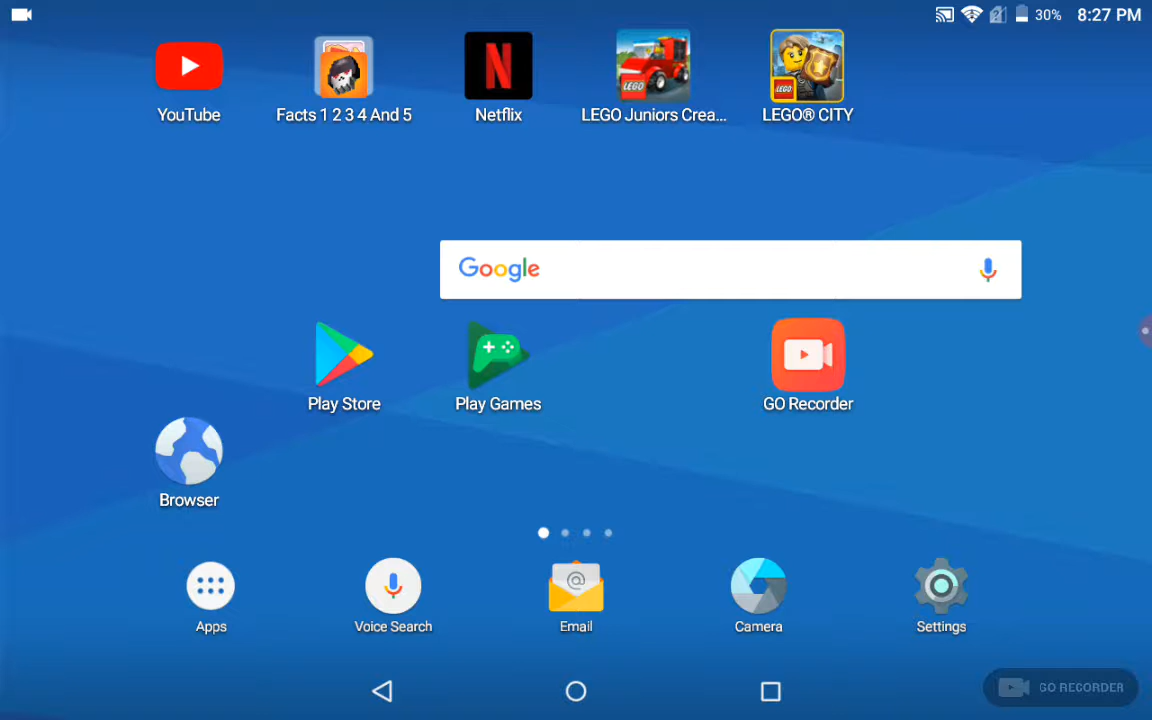 30% 8:27 PM
YouTube
Facts 1 2 3 4 And 5
Netflix
LEGO Juniors Crea...
LEGO® CITY
Google
Play Store
Play Games
GO Recorder
Browser
Apps
Voice Search
Email
Camera
Settings
GO RECORDER